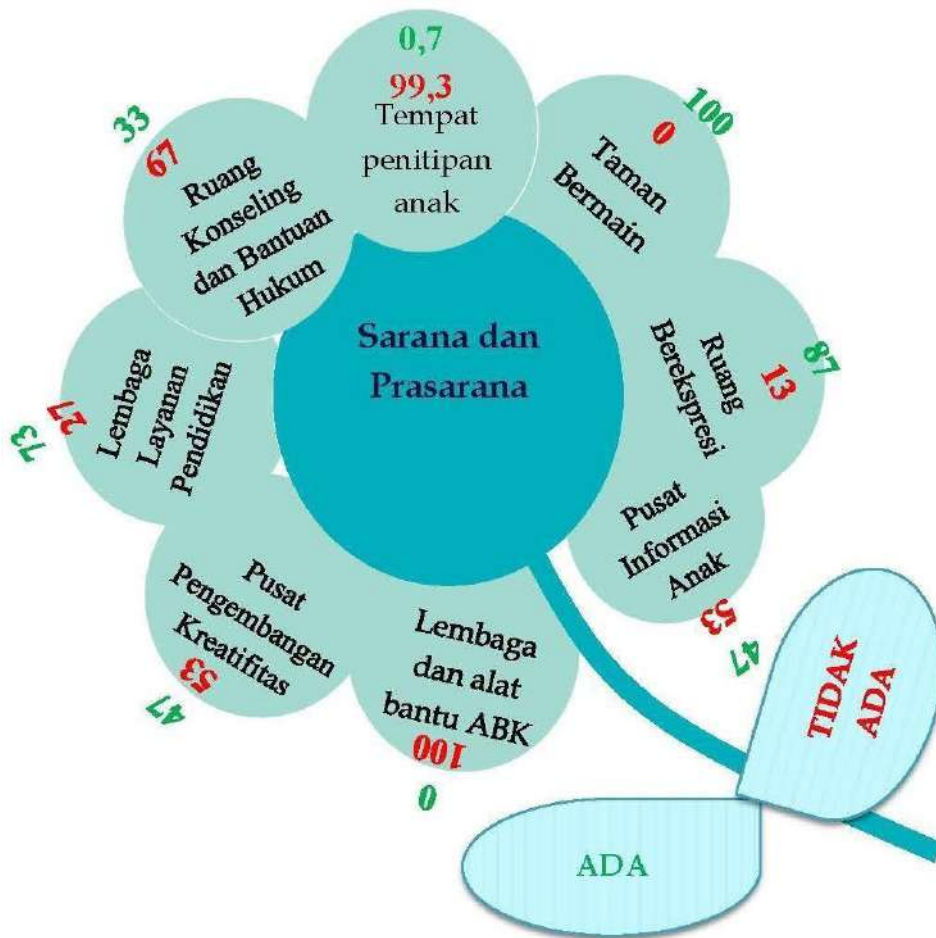 0,7
99,3
Tempat
penitipan
anak
100
0
Taman
Bermain
87
13
Ruang
Berekspresi
Pusat
Informasi
Anak
53
47
Lembaga
dan alat
bantu ABK
100
0
Pusat
Pengembangan
Kreatifitas
53
47
Lembaga
Layanan
Pendidikan
27
73
33
67
Ruang
Konseling
dan Bantuan
Hukum
Sarana dan
Prasarana
TIDAK
ADA
ADA